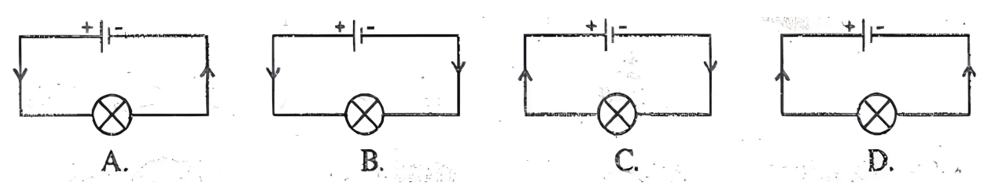 + - + - + - + -
A. B. C. D.